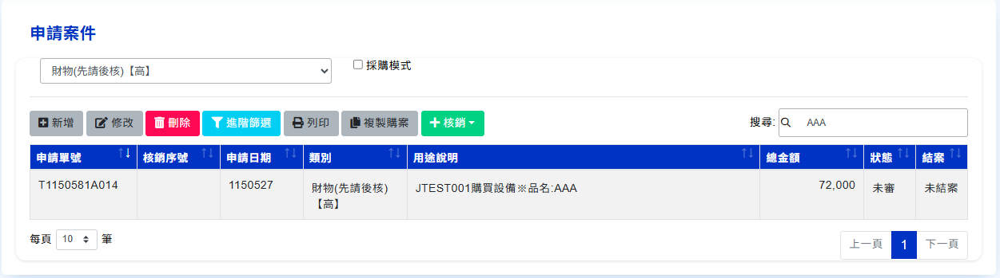 申請案件
財物(先請後核)【高】 採購模式
新增 修改 刪除 進階篩選 列印 複製購案 核銷 搜尋: AAA
申請單號 核銷序號 申請日期 類別 用途說明 總金額 狀態 結案
T1150581A014 1150527 財物(先請後核) JTEST001購買設備※品名:AAA 72,000 未審 未結案
【高】
每頁 10 筆 上一頁 1 下一頁